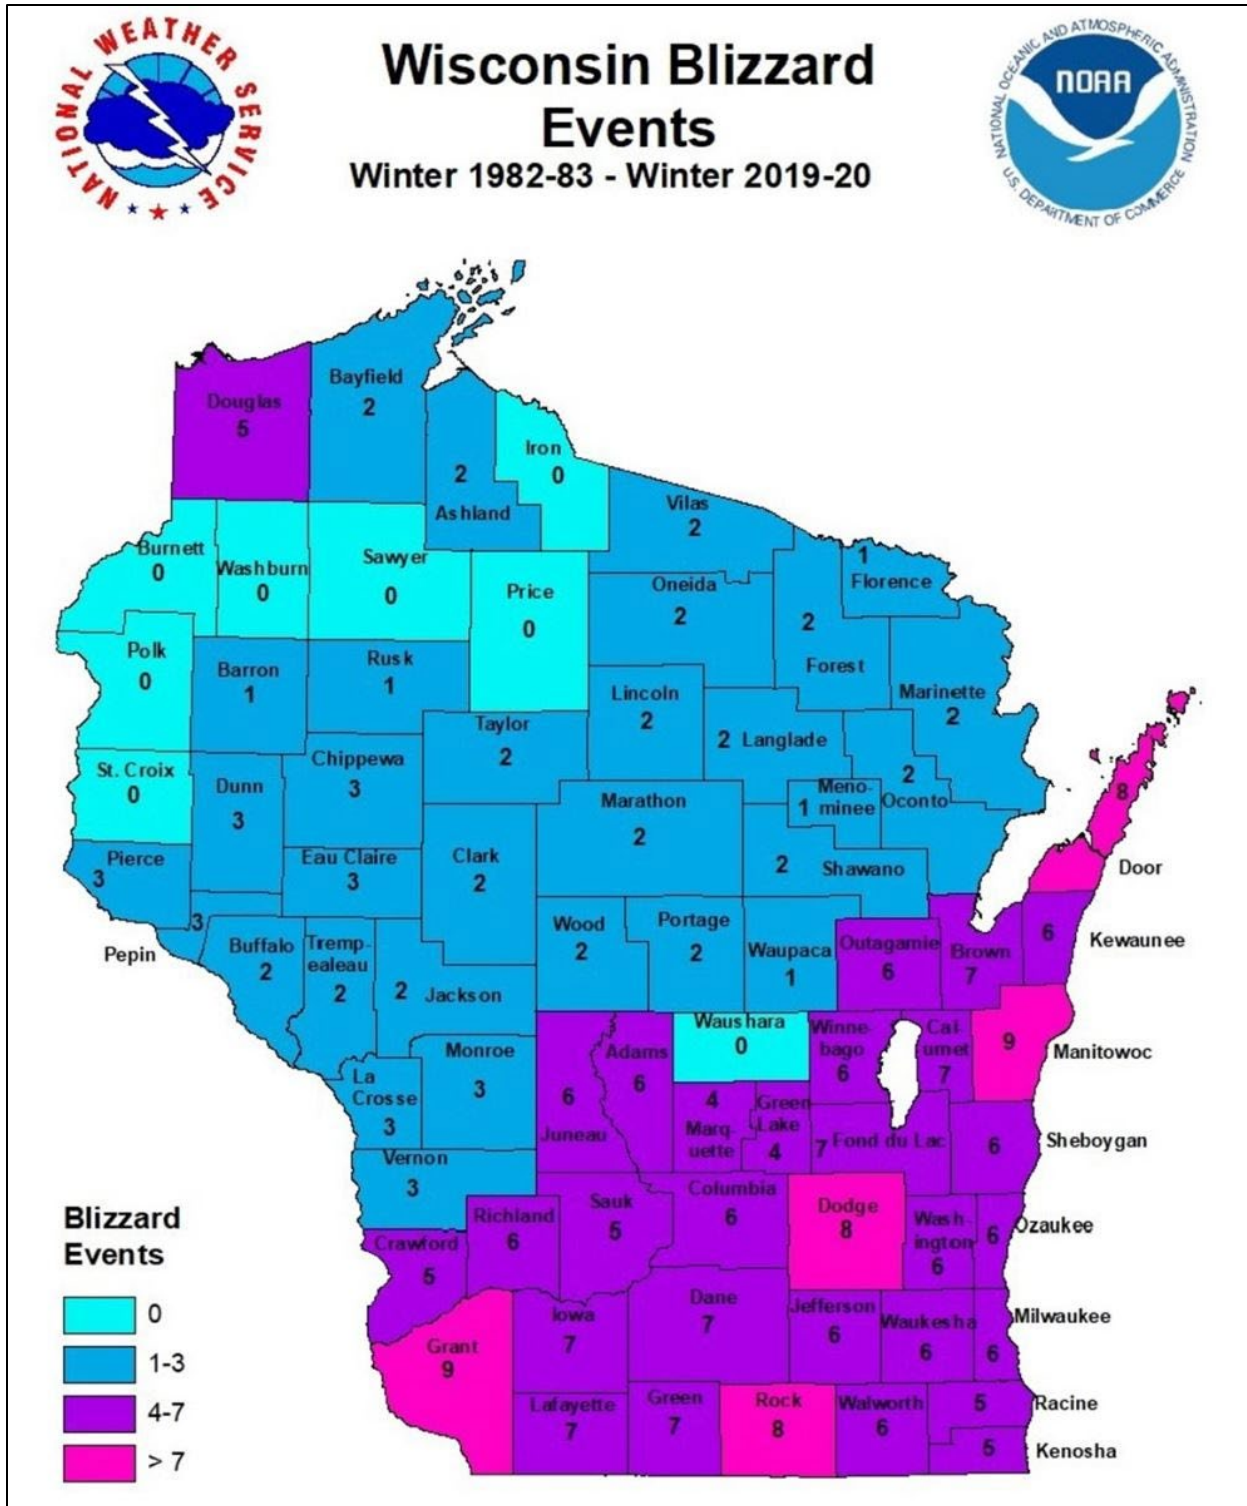 NATIONAL WEATHER SERVICE
Wisconsin Blizzard
Events
Winter 1982-83 - Winter 2019-20
NATIONAL OCEANIC AND ATMOSPHERIC ADMINISTRATION
NOAA
U.S. DEPARTMENT OF COMMERCE
Bayfield
2
Douglas
5
Iron
0
2
Ashland
Vilas
2
Burnett
0
Washburn
0
Sawyer
0
Price
0
Oneida
2
1
Florence
2
Forest
Polk
0
Barron
1
Rusk
1
Lincoln
2
Marinette
2
Taylor
2
2 Langlade
St. Croix
0
Dunn
3
Chippewa
3
Marathon
2
1
Meno-
minee
2
Oconto
8
Door
Pierce
3
Eau Claire
3
Clark
2
2
Shawano
3
Pepin
Buffalo
2
Tremp-
ealeau
2
2
Jackson
Wood
2
Portage
2
Waupaca
1
Outagamie
6
Brown
7
6
Kewaunee
Monroe
3
La
Crosse
3
6
Juneau
Adams
6
Waushara
0
Winne-
bago
6
Cal-
umet
7
9
Manitowoc
4
Marq-
uette
Green
Lake
4
7
Fond du Lac
6
Sheboygan
Vernon
3
Richland
6
Sauk
5
Columbia
6
Dodge
8
Wash-
ington
6
6
Ozaukee
Crawford
5
Grant
9
Iowa
7
Dane
7
Jefferson
6
Waukesha
6
6
Milwaukee
Lafayette
7
Green
7
Rock
8
Walworth
6
5
Racine
5
Kenosha
Blizzard
Events
0
1-3
4-7
> 7